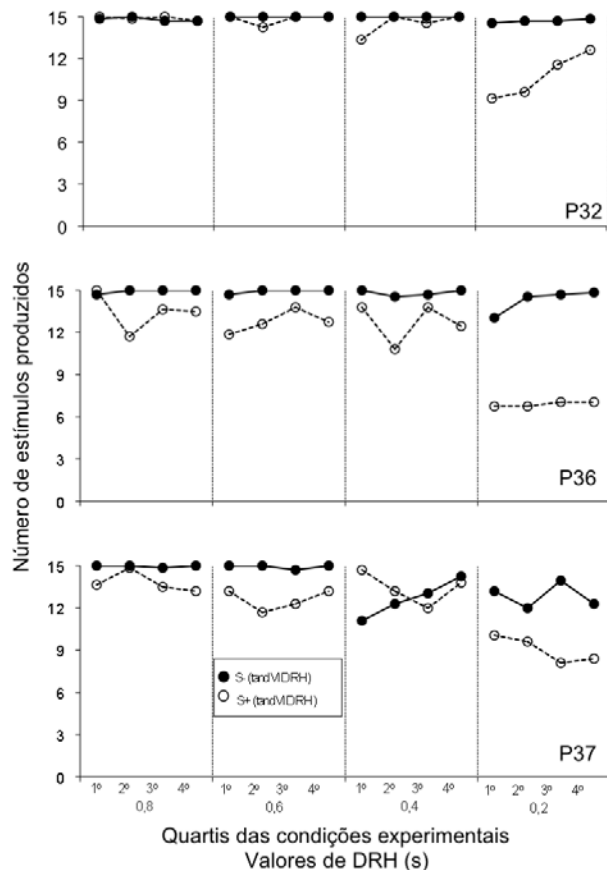 15
12
9
6
3
0
P32
Número de estímulos produzidos
15
12
9
6
3
0
P36
15
12
9
6
3
0
S- (tandVIDRH)
S+ (tandVIDRH)
P37
1º 2º 3º 4º 1º 2º 3º 4º 1º 2º 3º 4º 1º 2º 3º 4º
0,8 0,6 0,4 0,2
Quartis das condições experimentais
Valores de DRH (s)